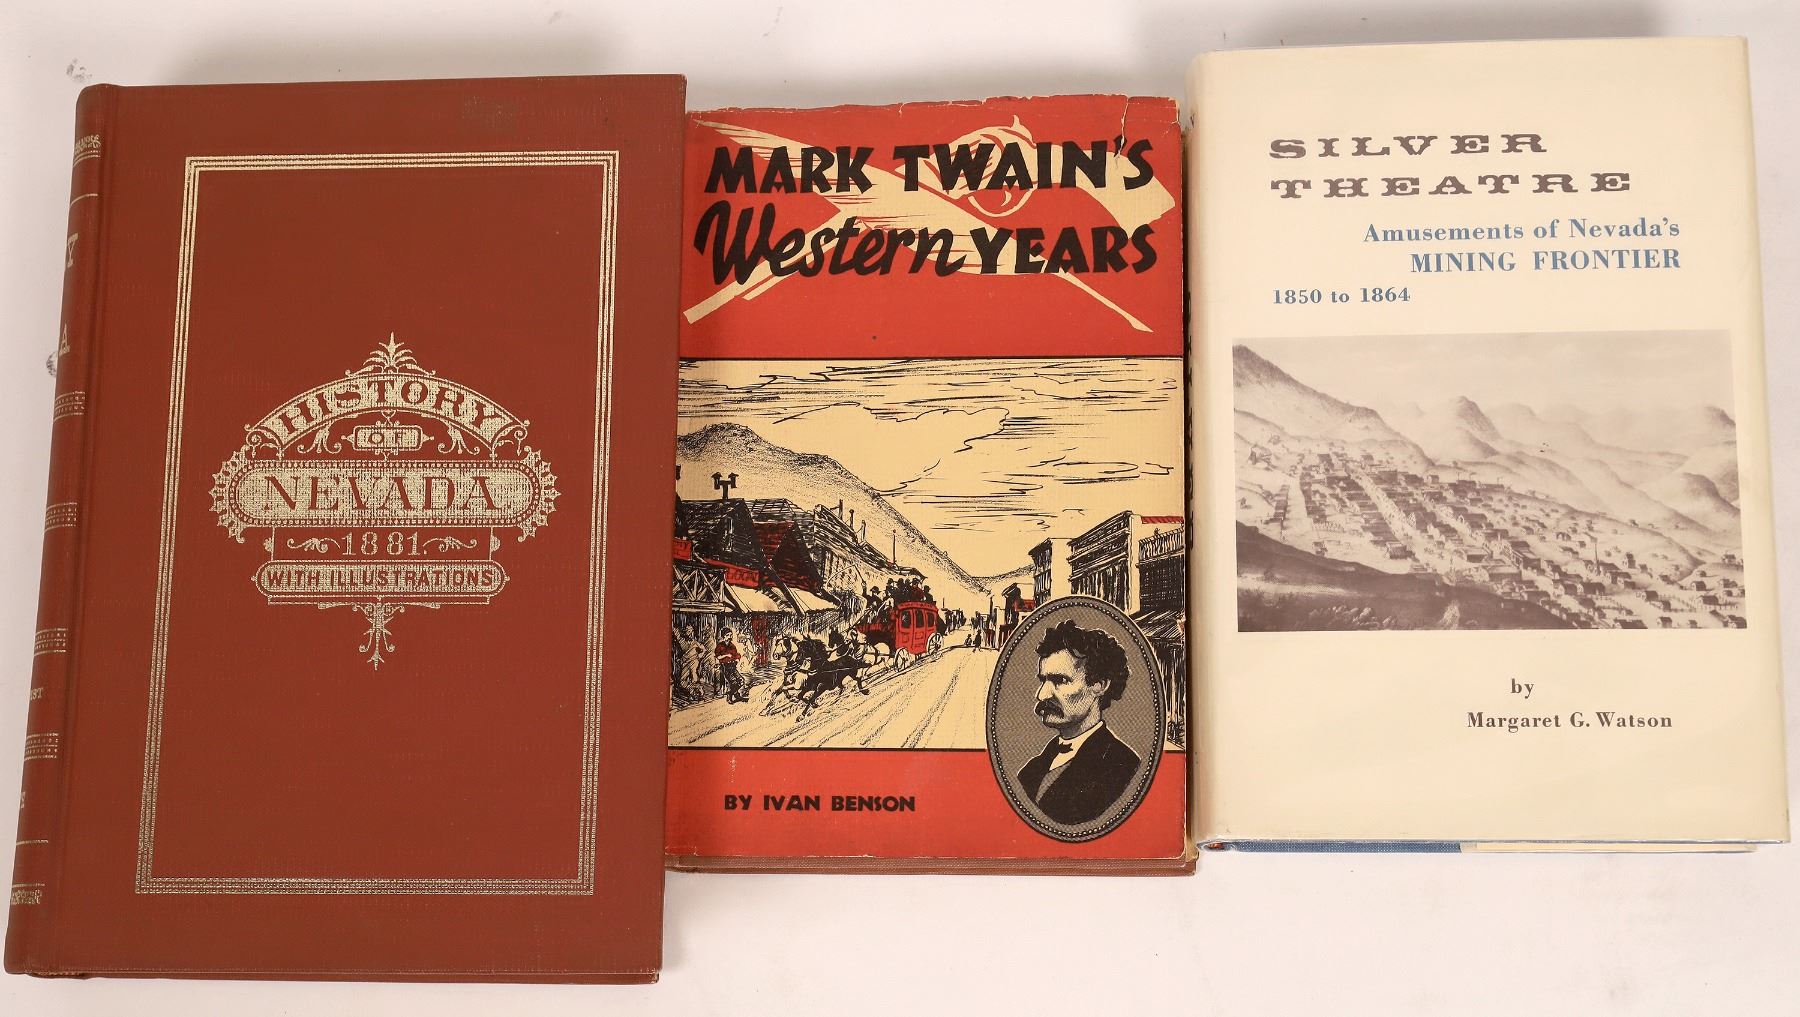 HISTORY
OF
NEVADA
1881.
WITH ILLUSTRATIONS
MARK TWAIN'S
Western YEARS
BY IVAN BENSON
SILVER
THEATRE
Amusements of Nevada's
MINING FRONTIER
1850 to 1864
by
Margaret G. Watson